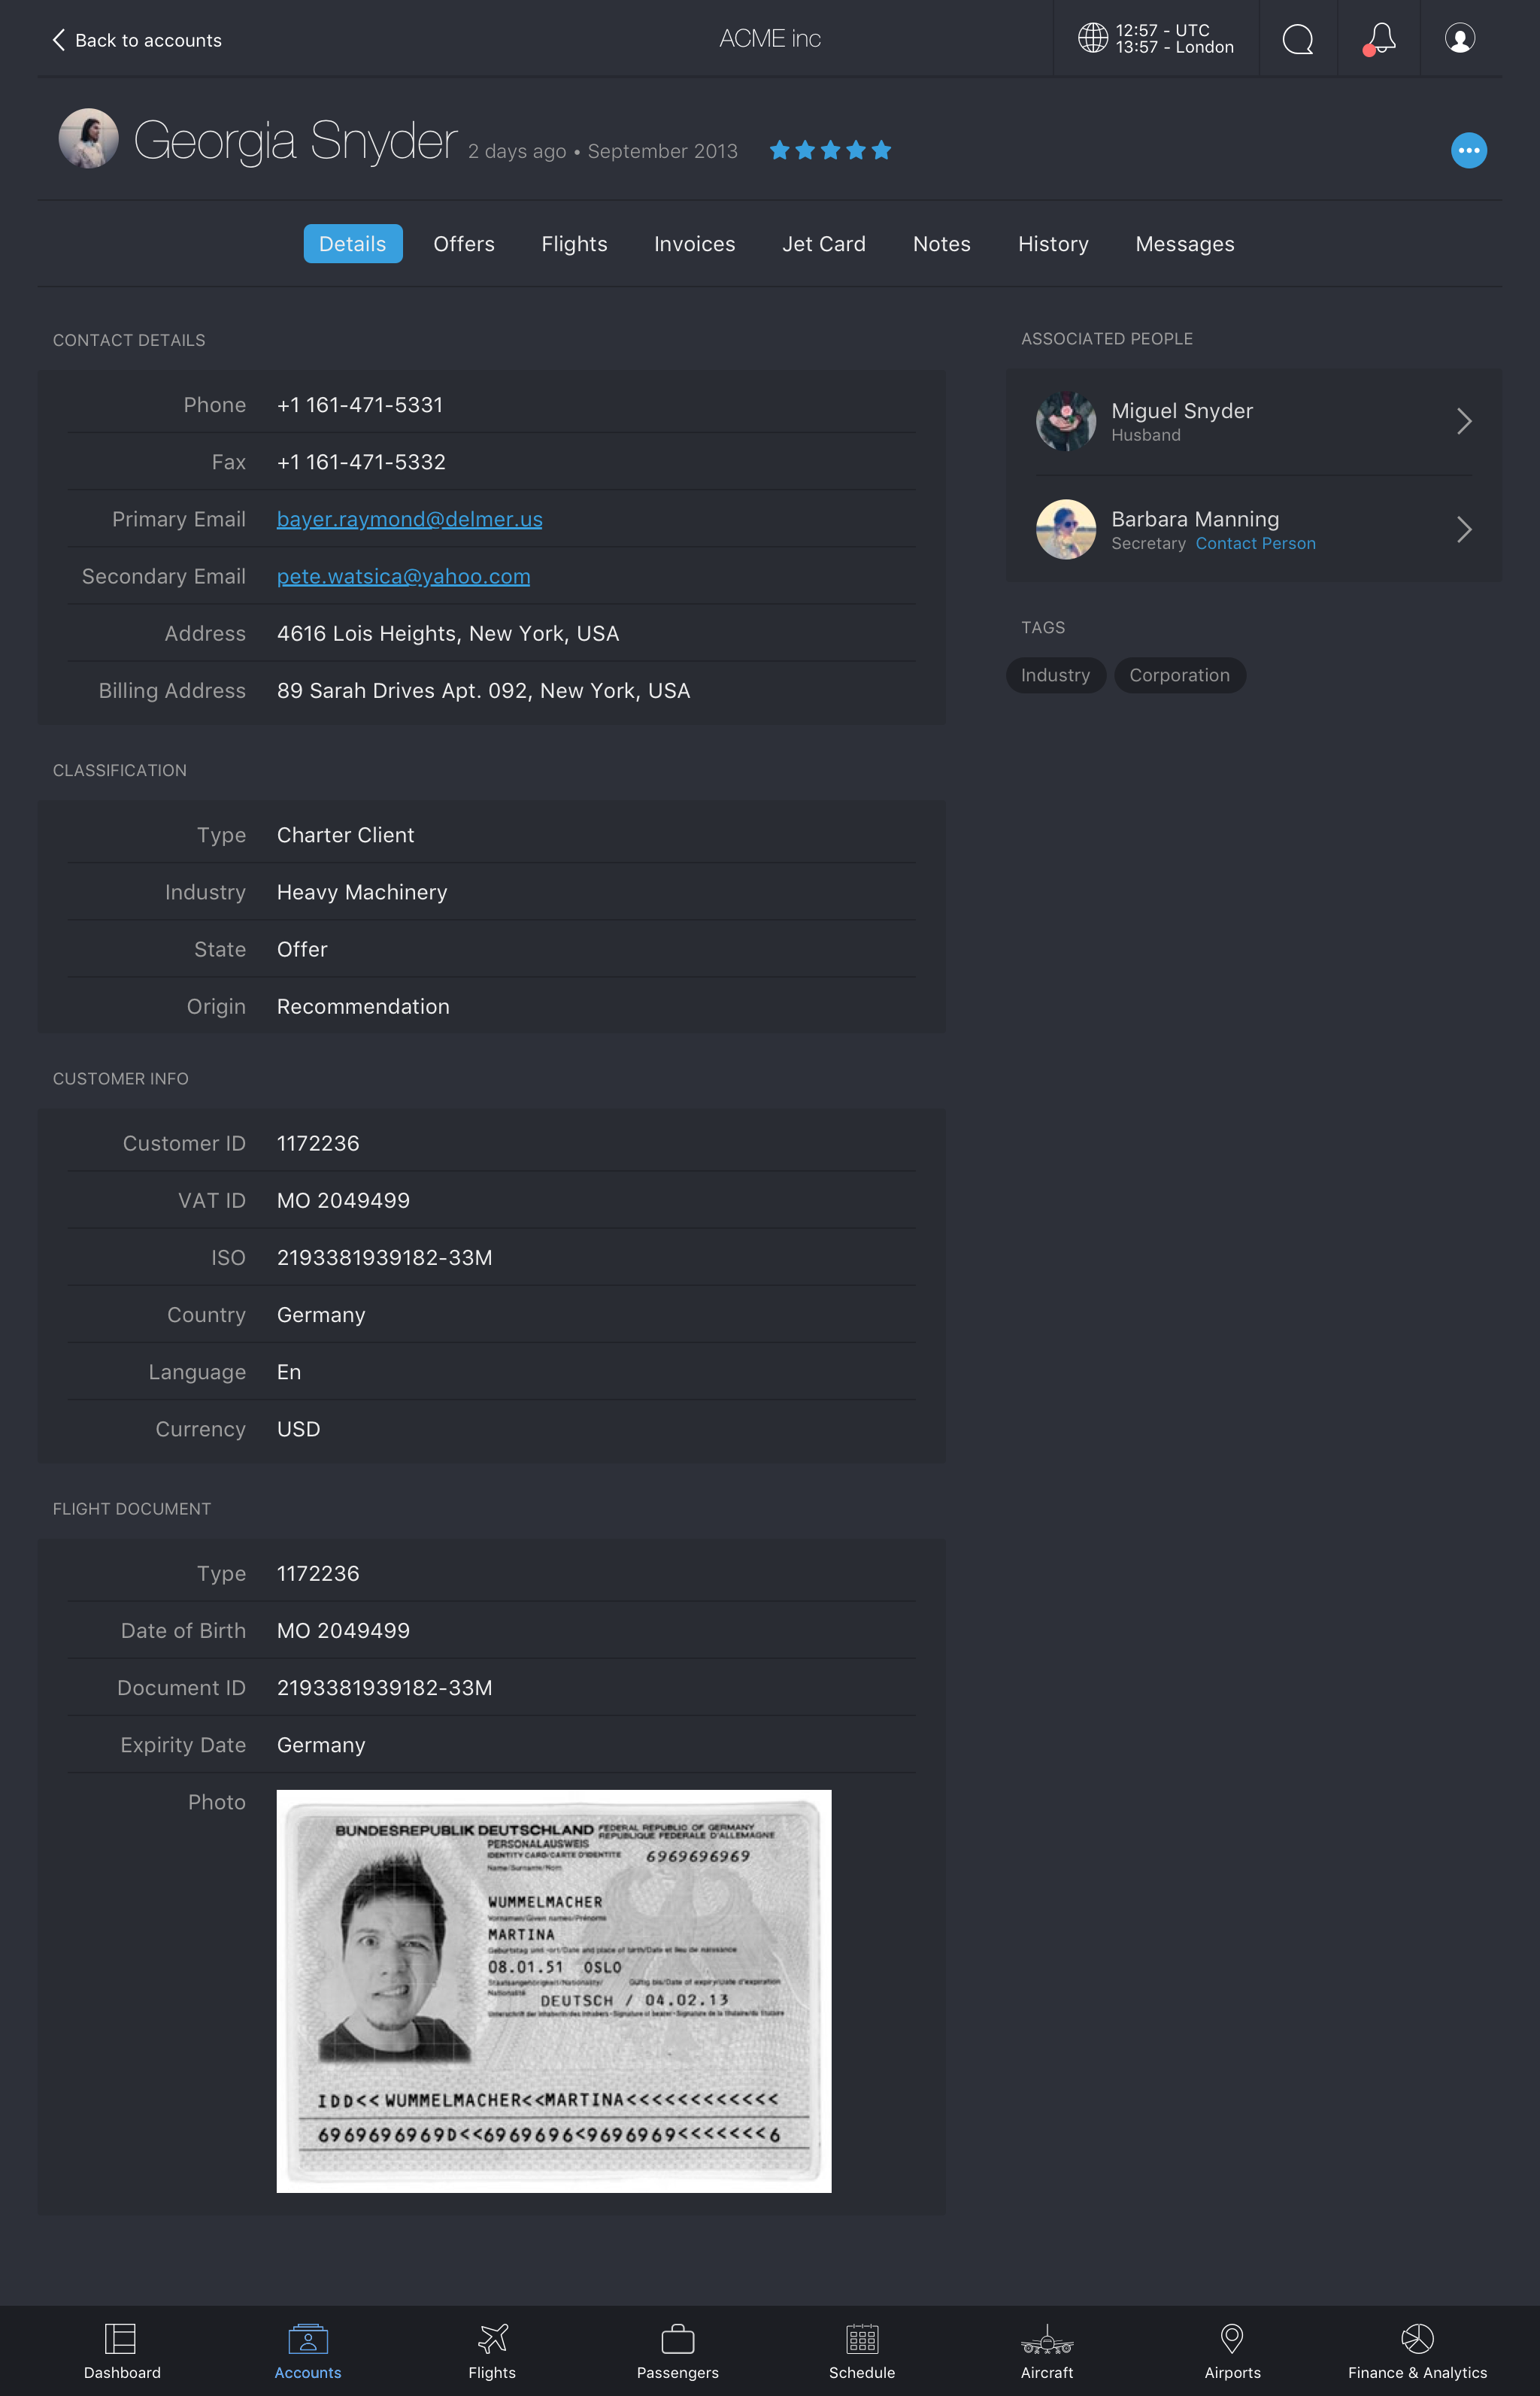 Back to accounts
ACME inc
12:57 - UTC
13:57 - London
Georgia Snyder 2 days ago • September 2013
Details Offers Flights Invoices Jet Card Notes History Messages
CONTACT DETAILS
Phone +1 161-471-5331
Fax +1 161-471-5332
Primary Email bayer.raymond@delmer.us
Secondary Email pete.watsica@yahoo.com
Address 4616 Lois Heights, New York, USA
Billing Address 89 Sarah Drives Apt. 092, New York, USA
ASSOCIATED PEOPLE
Miguel Snyder
Husband
Barbara Manning
Secretary Contact Person
TAGS
Industry Corporation
CLASSIFICATION
Type Charter Client
Industry Heavy Machinery
State Offer
Origin Recommendation
CUSTOMER INFO
Customer ID 1172236
VAT ID MO 2049499
ISO 2193381939182-33M
Country Germany
Language En
Currency USD
FLIGHT DOCUMENT
Type 1172236
Date of Birth MO 2049499
Document ID 2193381939182-33M
Expirity Date Germany
Photo
BUNDESREPUBLIK DEUTSCHLAND FEDERAL REPUBLIC OF GERMANY
REPUBLIQUE FEDERALE D'ALLEMAGNE
PERSONALAUSWEIS
IDENTITY CARD/CARTE D'IDENTITE 6969696969
Name/Surname/Nom
WUMMELMACHER
Vornamen/Given names/Prénoms
MARTINA
Geburtstag und -ort/Date and place of birth/Date et lieu de naissance
08.01.51 OSLO
Staatsangehörigkeit/Nationality/ Gültig bis/Date of expiry/Date d'expiration
Nationalité
DEUTSCH / 04.02.13
IDD<<WUMMELMACHER<<MARTINA<<<<<<<<<<<<
6969696969D<<6969696<9696969<<<<<<<6
Dashboard Accounts Flights Passengers Schedule Aircraft Airports Finance & Analytics